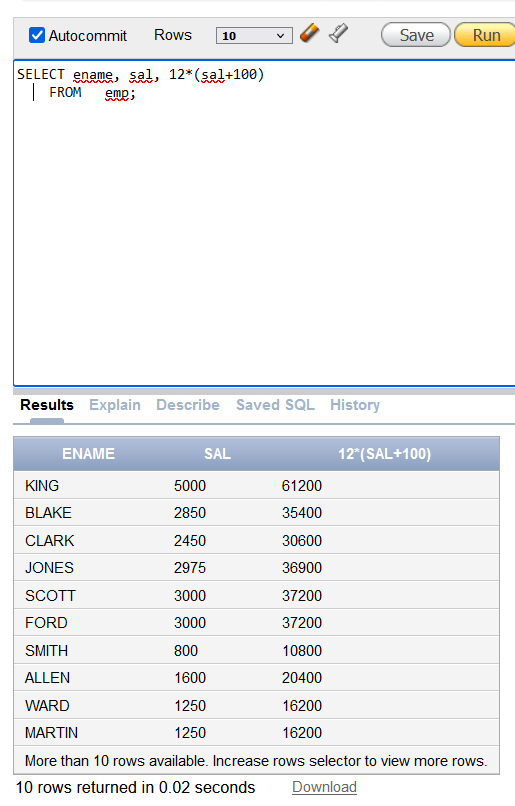 Autocommit Rows 10 Save Run
SELECT ename, sal, 12*(sal+100)
FROM emp;
Results Explain Describe Saved SQL History
ENAME SAL 12*(SAL+100)
KING 5000 61200
BLAKE 2850 35400
CLARK 2450 30600
JONES 2975 36900
SCOTT 3000 37200
FORD 3000 37200
SMITH 800 10800
ALLEN 1600 20400
WARD 1250 16200
MARTIN 1250 16200
More than 10 rows available. Increase rows selector to view more rows.
10 rows returned in 0.02 seconds Download